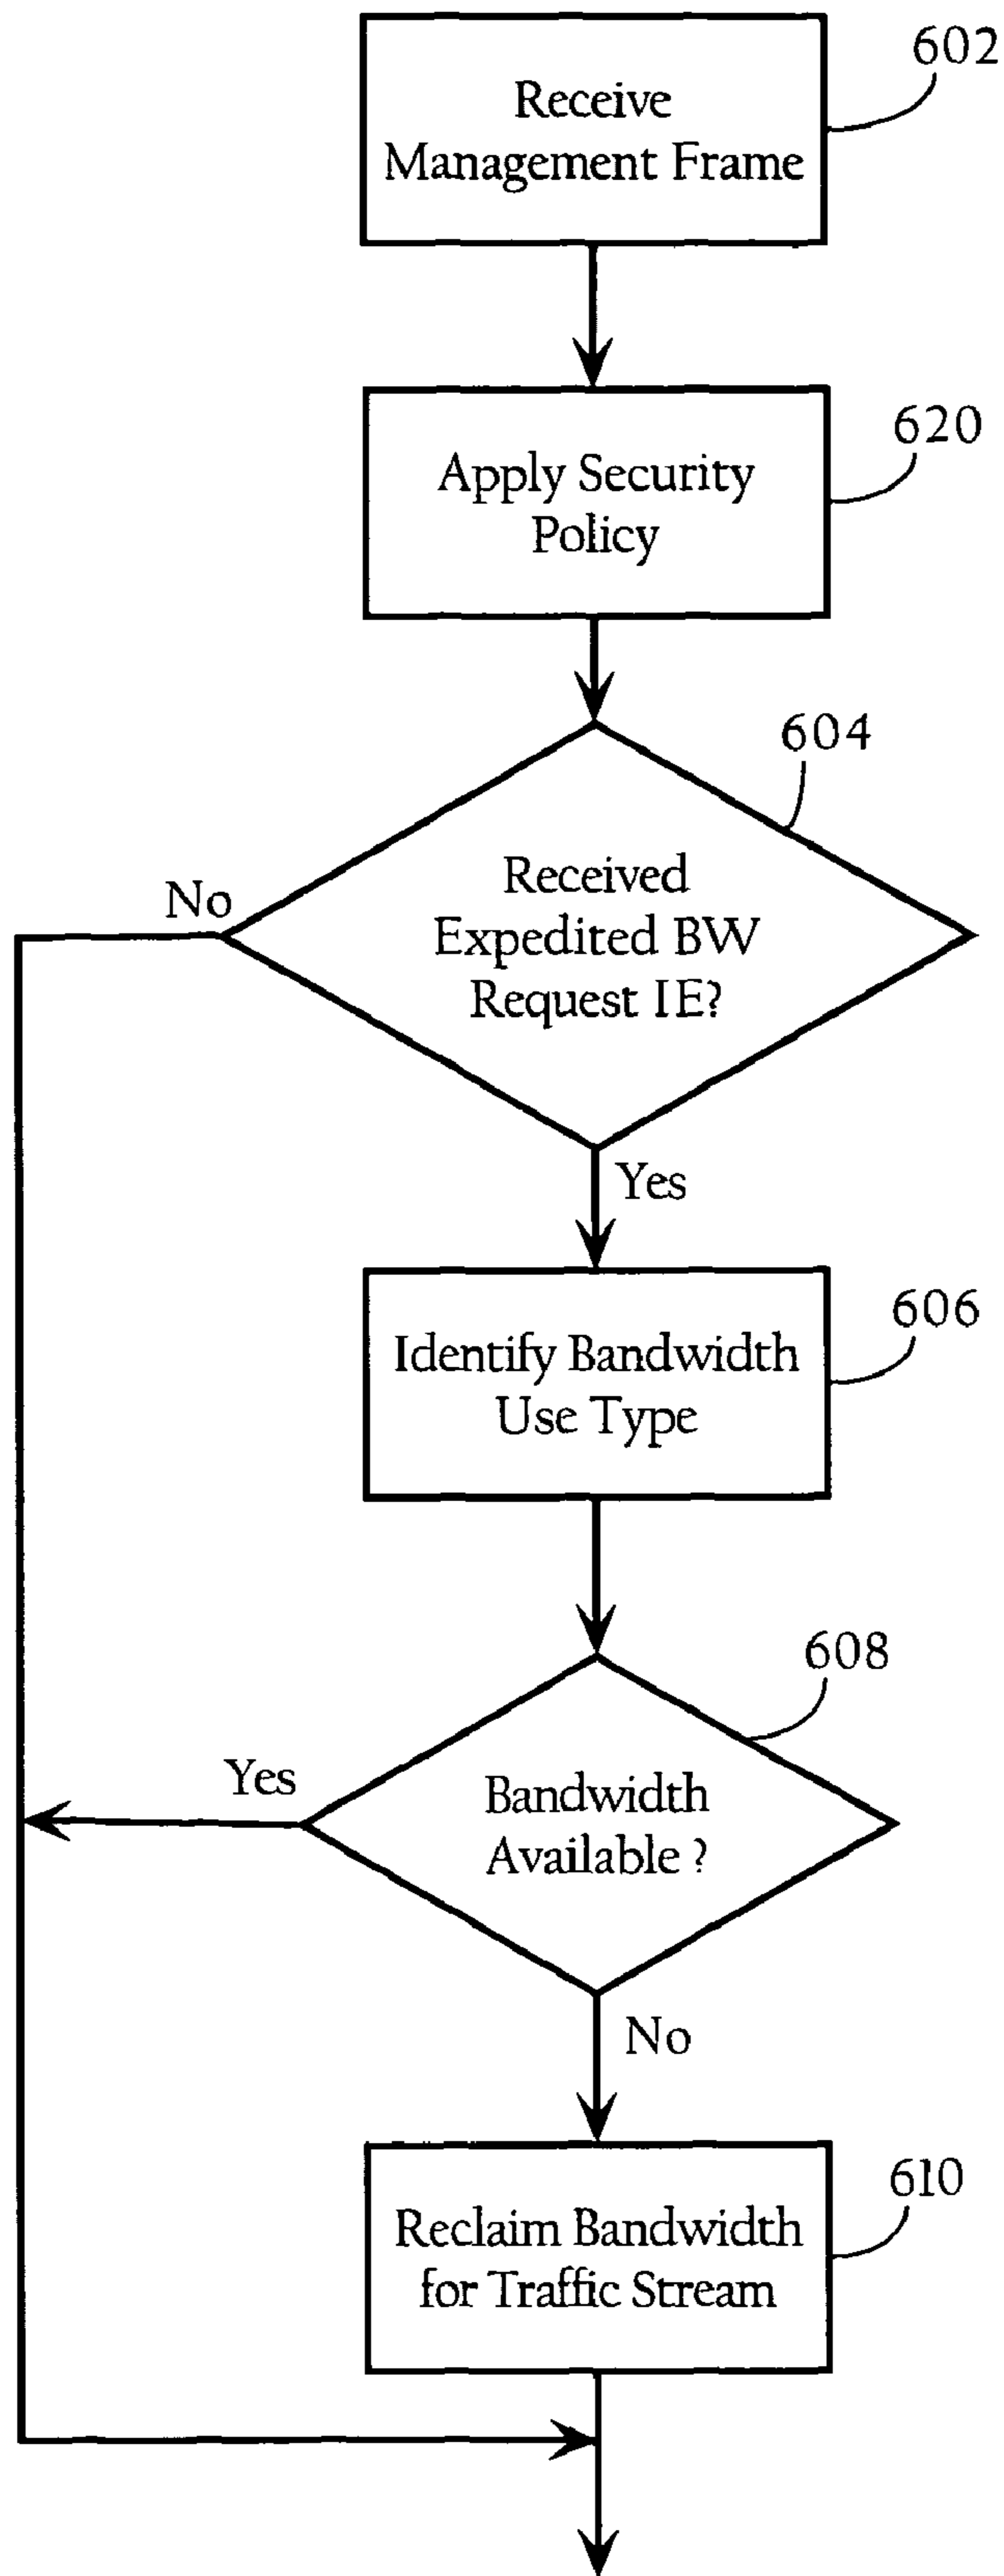 602
Receive
Management Frame
620
Apply Security
Policy
604
Received
Expedited BW
Request IE?
No
Yes
606
Identify Bandwidth
Use Type
608
Yes
Bandwidth
Available ?
No
610
Reclaim Bandwidth
for Traffic Stream